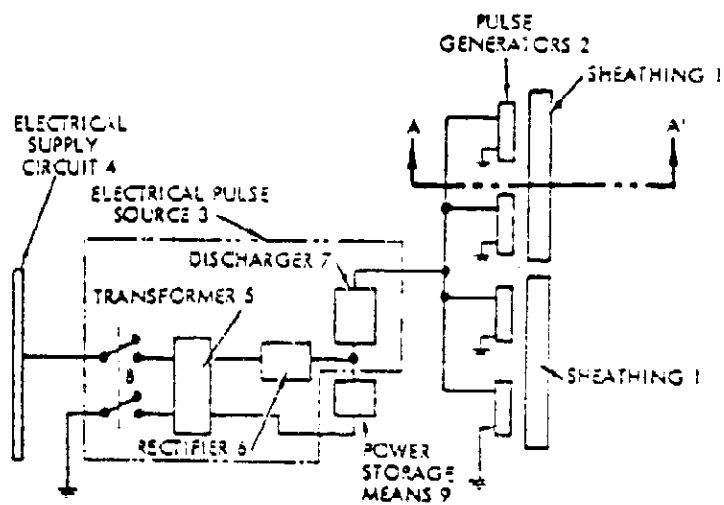 PULSE
GENERATORS 2
SHEATHING 1
ELECTRICAL
SUPPLY
CIRCUIT 4
A
A'
ELECTRICAL PULSE
SOURCE 3
DISCHARGER 7
TRANSFORMER 5
8
SHEATHING 1
RECTIFIER 6
POWER
STORAGE
MEANS 9